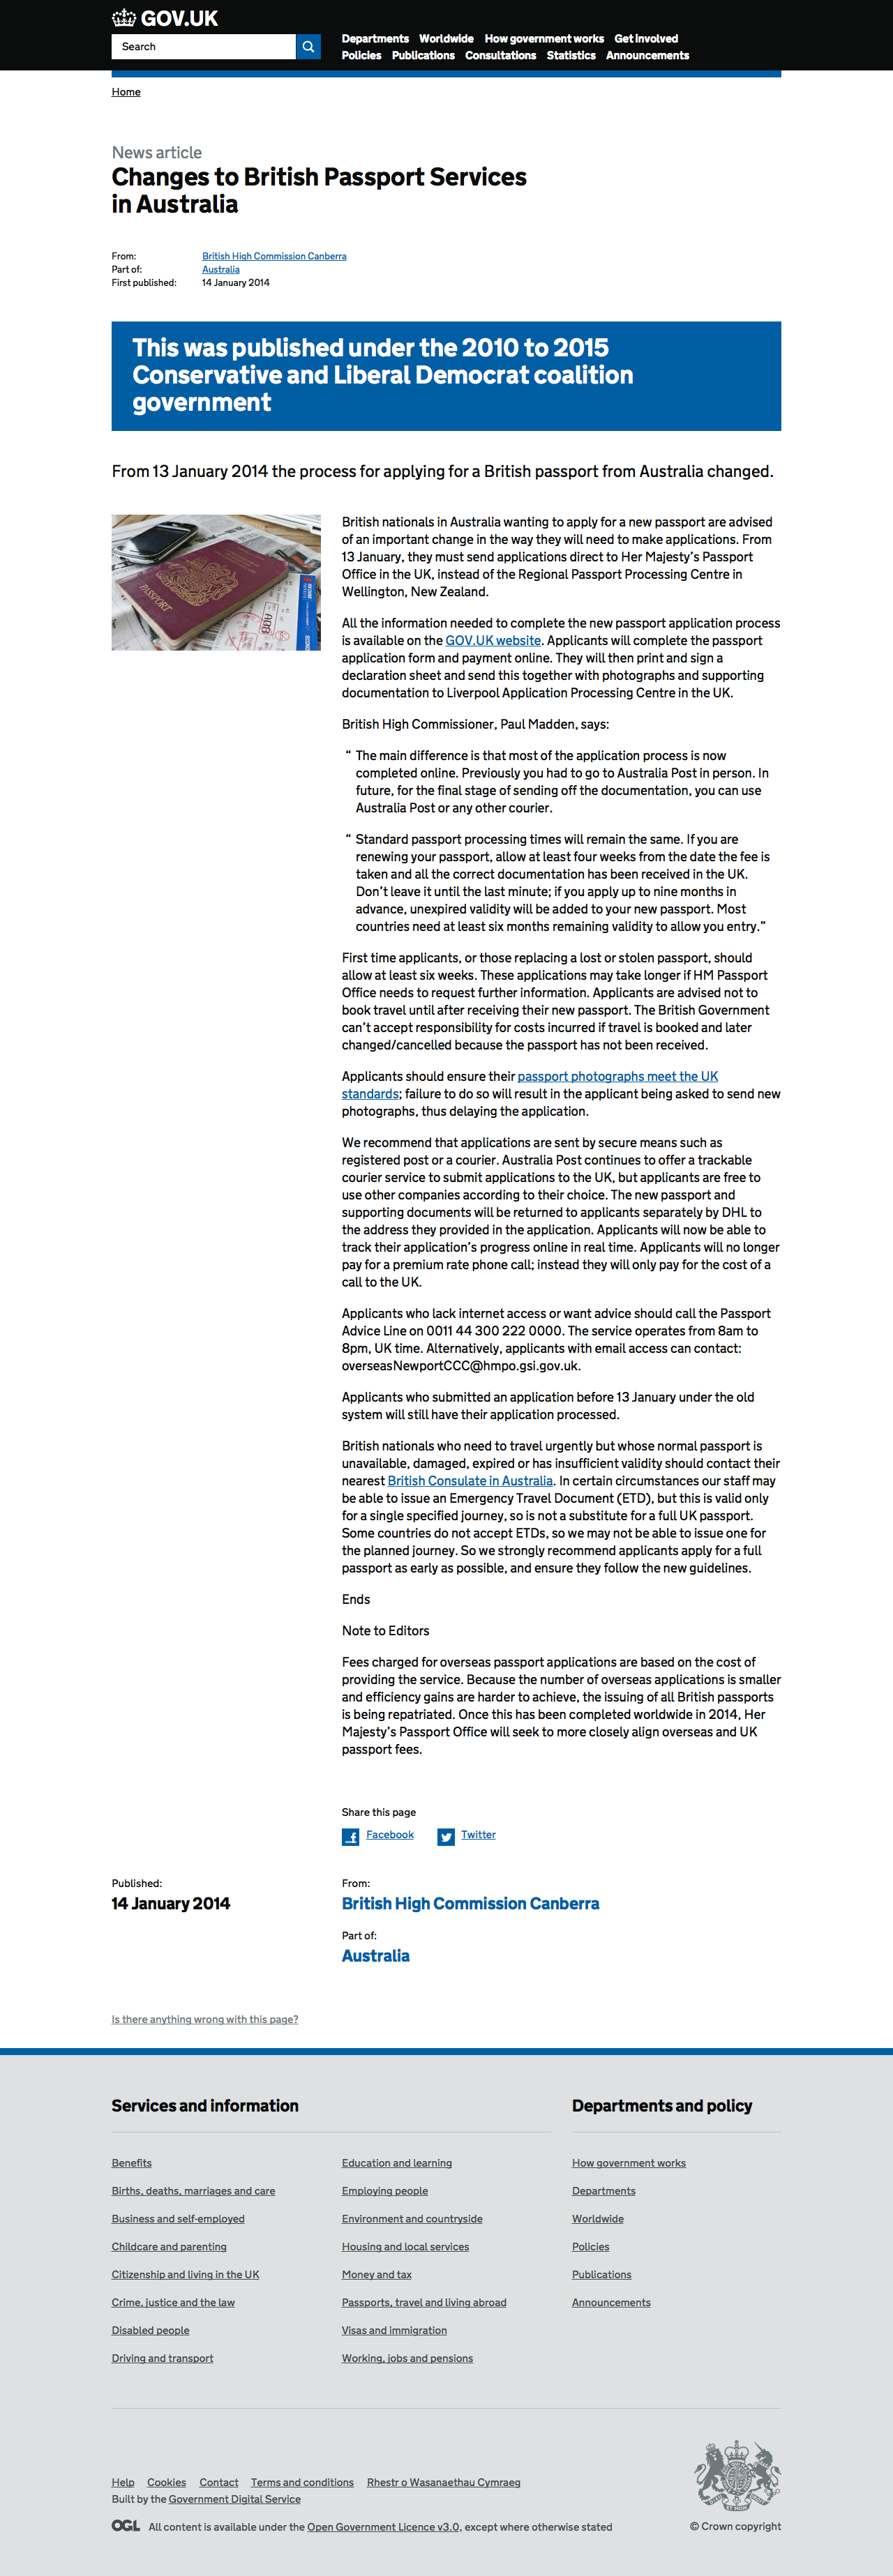 GOV.UK
Search
Departments Worldwide How government works Get involved
Policies Publications Consultations Statistics Announcements
Home
News article
Changes to British Passport Services
in Australia
From: British High Commission Canberra
Part of: Australia
First published: 14 January 2014
This was published under the 2010 to 2015
Conservative and Liberal Democrat coalition
government
From 13 January 2014 the process for applying for a British passport from Australia changed.
PASSPORT
British nationals in Australia wanting to apply for a new passport are advised
of an important change in the way they will need to make applications. From
13 January, they must send applications direct to Her Majesty’s Passport
Office in the UK, instead of the Regional Passport Processing Centre in
Wellington, New Zealand.
All the information needed to complete the new passport application process
is available on the GOV.UK website. Applicants will complete the passport
application form and payment online. They will then print and sign a
declaration sheet and send this together with photographs and supporting
documentation to Liverpool Application Processing Centre in the UK.
British High Commissioner, Paul Madden, says:
“ The main difference is that most of the application process is now
completed online. Previously you had to go to Australia Post in person. In
future, for the final stage of sending off the documentation, you can use
Australia Post or any other courier.
“ Standard passport processing times will remain the same. If you are
renewing your passport, allow at least four weeks from the date the fee is
taken and all the correct documentation has been received in the UK.
Don’t leave it until the last minute; if you apply up to nine months in
advance, unexpired validity will be added to your new passport. Most
countries need at least six months remaining validity to allow you entry.”
First time applicants, or those replacing a lost or stolen passport, should
allow at least six weeks. These applications may take longer if HM Passport
Office needs to request further information. Applicants are advised not to
book travel until after receiving their new passport. The British Government
can’t accept responsibility for costs incurred if travel is booked and later
changed/cancelled because the passport has not been received.
Applicants should ensure their passport photographs meet the UK
standards; failure to do so will result in the applicant being asked to send new
photographs, thus delaying the application.
We recommend that applications are sent by secure means such as
registered post or a courier. Australia Post continues to offer a trackable
courier service to submit applications to the UK, but applicants are free to
use other companies according to their choice. The new passport and
supporting documents will be returned to applicants separately by DHL to
the address they provided in the application. Applicants will now be able to
track their application’s progress online in real time. Applicants will no longer
pay for a premium rate phone call; instead they will only pay for the cost of a
call to the UK.
Applicants who lack internet access or want advice should call the Passport
Advice Line on 0011 44 300 222 0000. The service operates from 8am to
8pm, UK time. Alternatively, applicants with email access can contact:
overseasNewportCCC@hmpo.gsi.gov.uk.
Applicants who submitted an application before 13 January under the old
system will still have their application processed.
British nationals who need to travel urgently but whose normal passport is
unavailable, damaged, expired or has insufficient validity should contact their
nearest British Consulate in Australia. In certain circumstances our staff may
be able to issue an Emergency Travel Document (ETD), but this is valid only
for a single specified journey, so is not a substitute for a full UK passport.
Some countries do not accept ETDs, so we may not be able to issue one for
the planned journey. So we strongly recommend applicants apply for a full
passport as early as possible, and ensure they follow the new guidelines.
Ends
Note to Editors
Fees charged for overseas passport applications are based on the cost of
providing the service. Because the number of overseas applications is smaller
and efficiency gains are harder to achieve, the issuing of all British passports
is being repatriated. Once this has been completed worldwide in 2014, Her
Majesty’s Passport Office will seek to more closely align overseas and UK
passport fees.
Share this page
Facebook Twitter
Published: From:
14 January 2014 British High Commission Canberra
Part of:
Australia
Is there anything wrong with this page?
Services and information Departments and policy
Benefits Education and learning How government works
Births, deaths, marriages and care Employing people Departments
Business and self-employed Environment and countryside Worldwide
Childcare and parenting Housing and local services Policies
Citizenship and living in the UK Money and tax Publications
Crime, justice and the law Passports, travel and living abroad Announcements
Disabled people Visas and immigration
Driving and transport Working, jobs and pensions
Help Cookies Contact Terms and conditions Rhestr o Wasanaethau Cymraeg
Built by the Government Digital Service
OGL All content is available under the Open Government Licence v3.0, except where otherwise stated
© Crown copyright